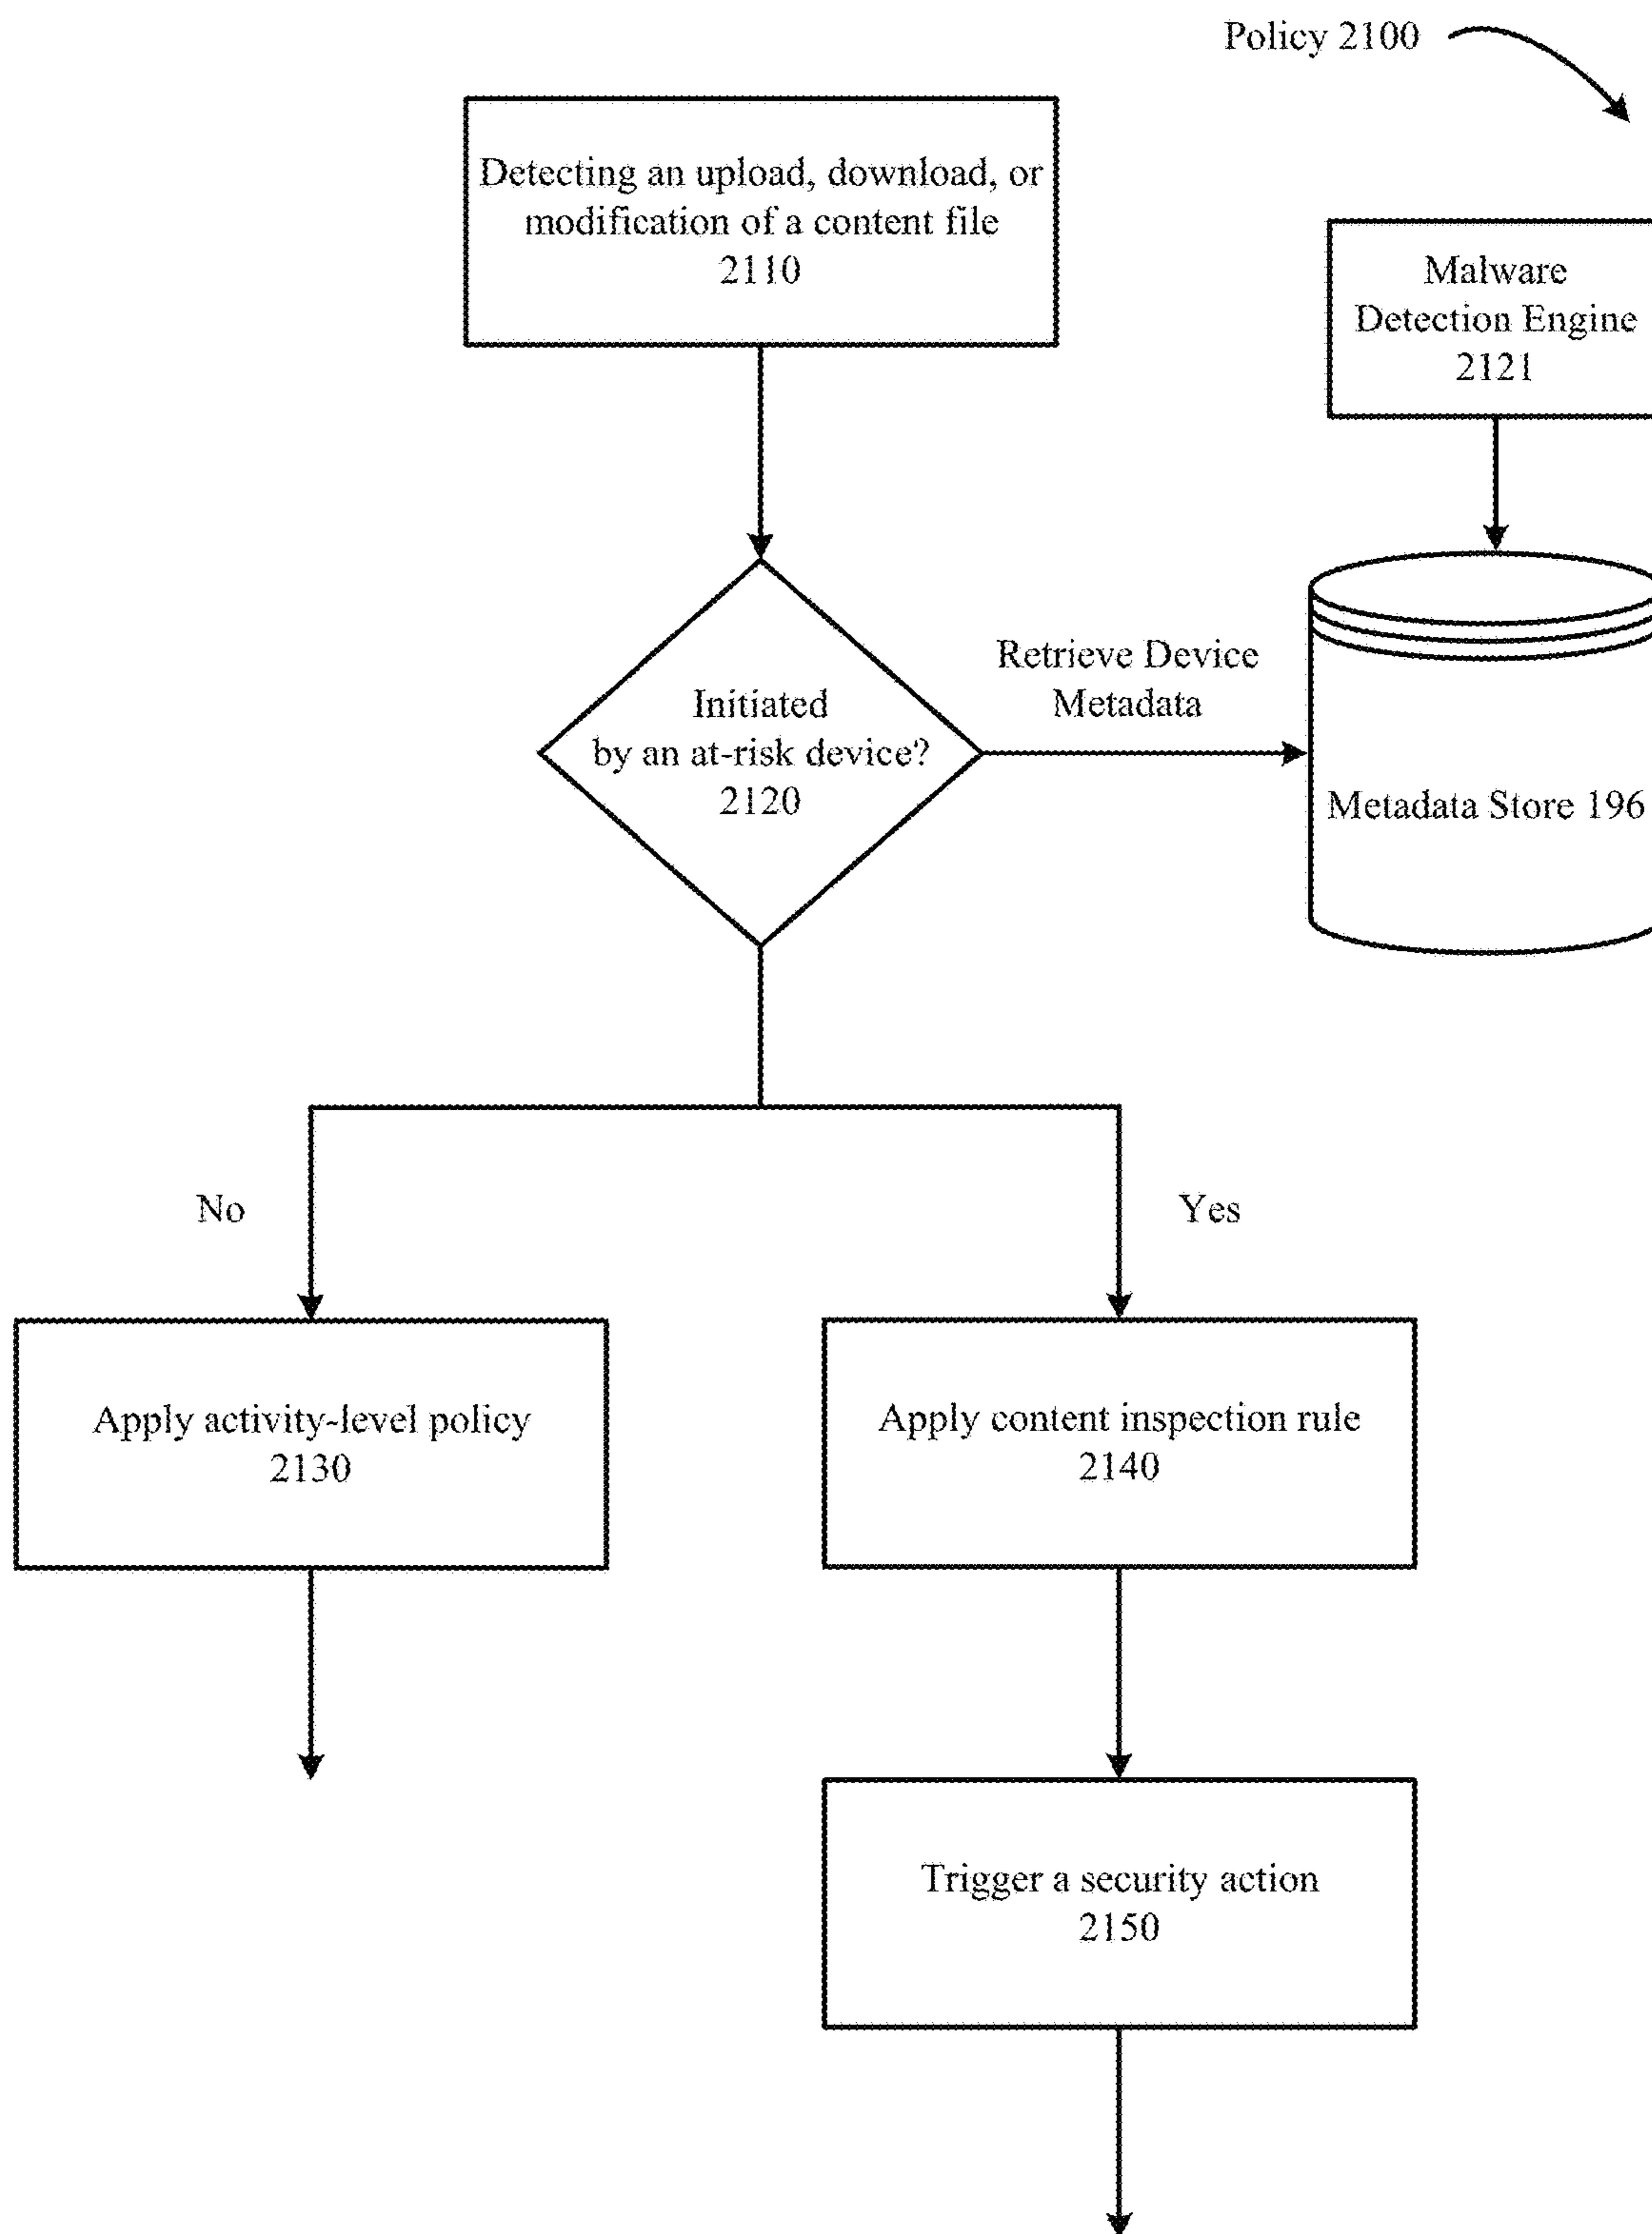 Policy 2100
Detecting an upload, download, or
modification of a content file
2110
Malware
Detection Engine
2121
Retrieve Device
Metadata
Initiated
by an at-risk device?
2120
Metadata Store 196
No
Yes
Apply activity-level policy
2130
Apply content inspection rule
2140
Trigger a security action
2150